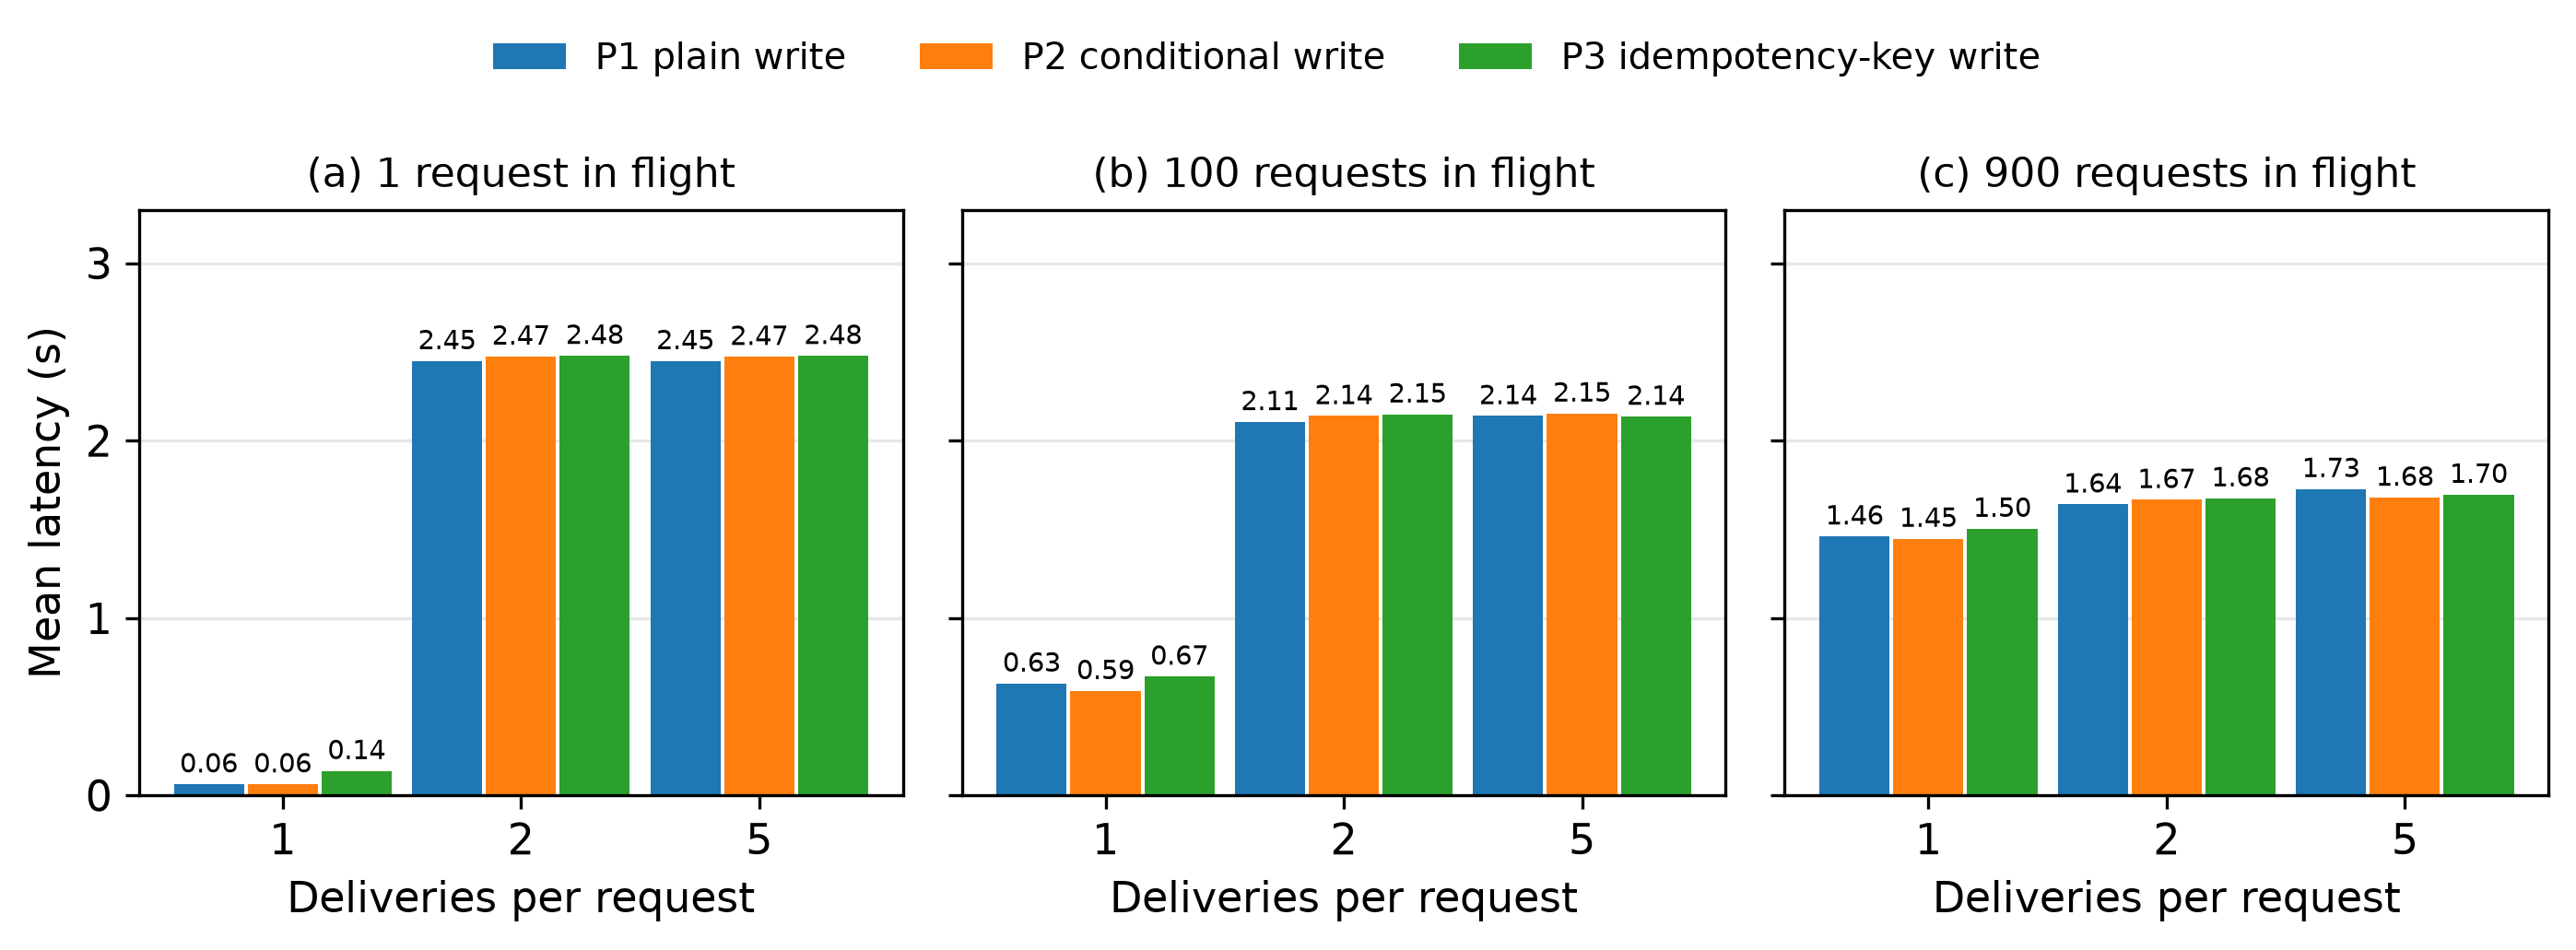 P1 plain write P2 conditional write P3 idempotency-key write
(a) 1 request in flight
(b) 100 requests in flight
(c) 900 requests in flight
Mean latency (s)
3
2
1
0
0.06 0.06 0.14 2.45 2.47 2.48 2.45 2.47 2.48
1 2 5
Deliveries per request
0.63 0.59 0.67 2.11 2.14 2.15 2.14 2.15 2.14
1 2 5
Deliveries per request
1.46 1.45 1.50 1.64 1.67 1.68 1.73 1.68 1.70
1 2 5
Deliveries per request